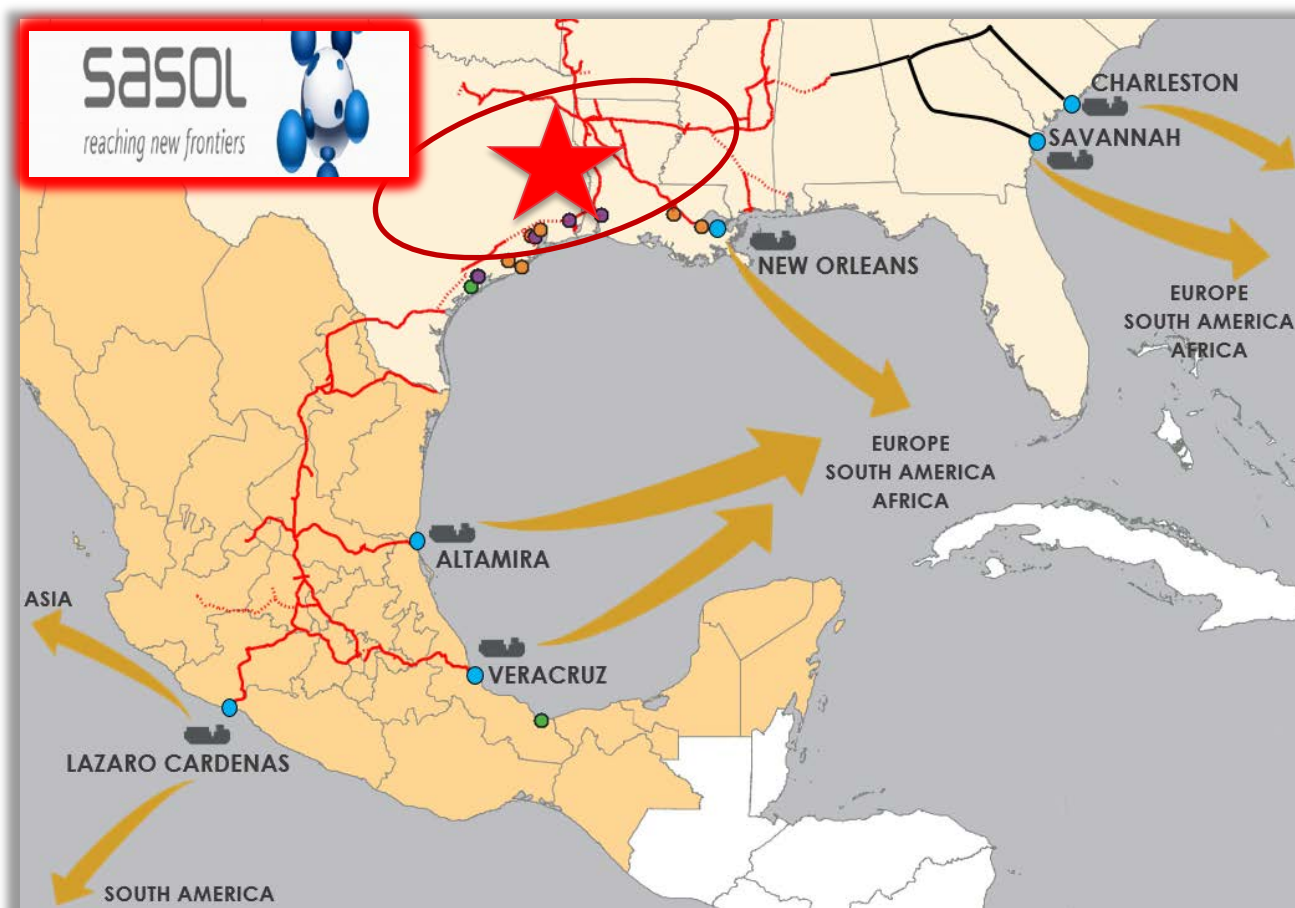 sasol
reaching new frontiers
CHARLESTON
SAVANNAH
NEW ORLEANS
EUROPE
SOUTH AMERICA
AFRICA
EUROPE
SOUTH AMERICA
AFRICA
ALTAMIRA
ASIA
VERACRUZ
LAZARO CARDENAS
SOUTH AMERICA